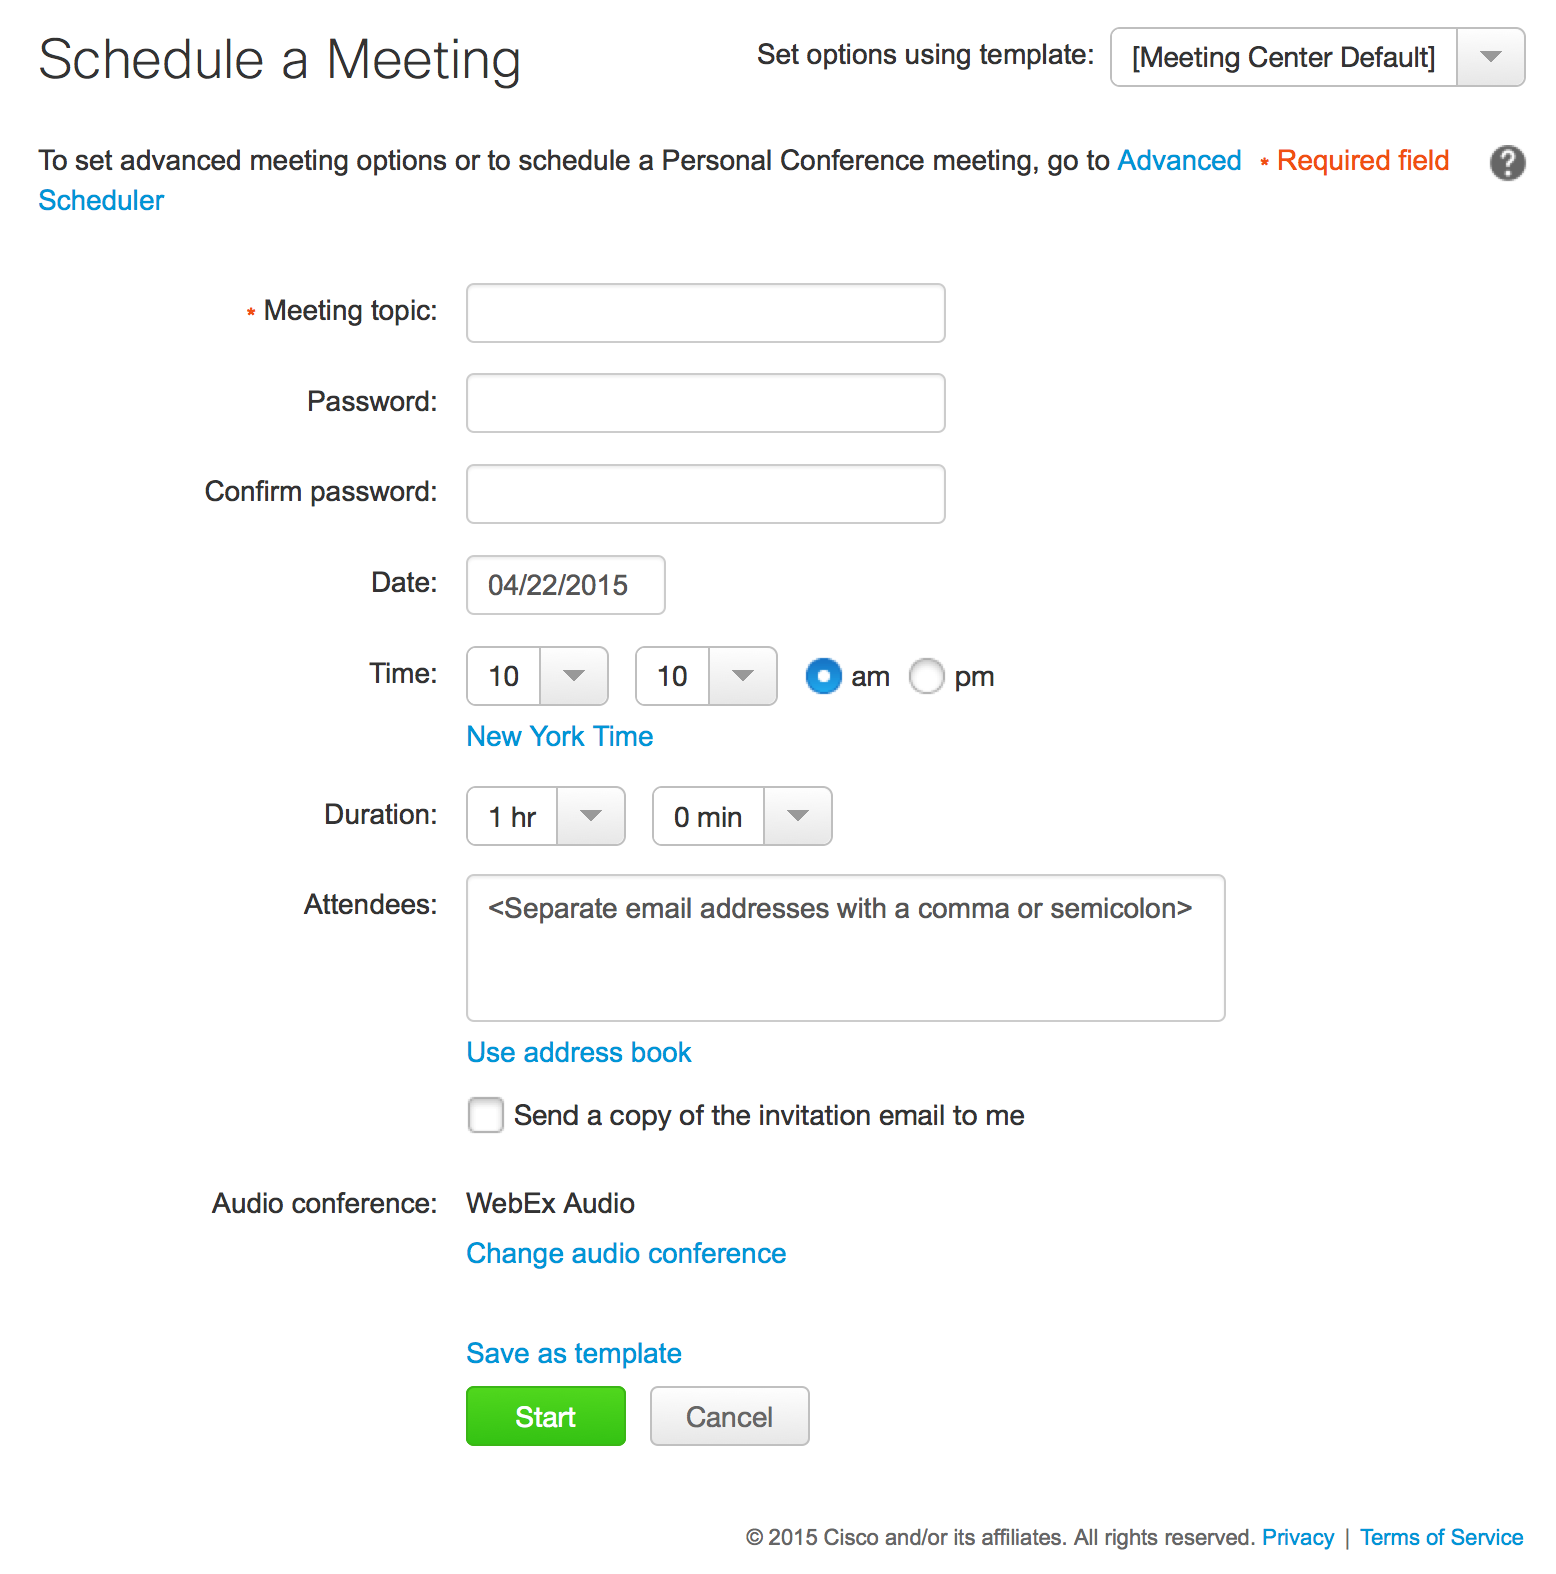 Schedule a Meeting
Set options using template: [Meeting Center Default]
To set advanced meeting options or to schedule a Personal Conference meeting, go to Advanced * Required field ?
Scheduler
* Meeting topic:
Password:
Confirm password:
Date: 04/22/2015
Time: 10 10 am pm
New York Time
Duration: 1 hr 0 min
Attendees: <Separate email addresses with a comma or semicolon>
Use address book
Send a copy of the invitation email to me
Audio conference: WebEx Audio
Change audio conference
Save as template
Start Cancel
© 2015 Cisco and/or its affiliates. All rights reserved. Privacy | Terms of Service